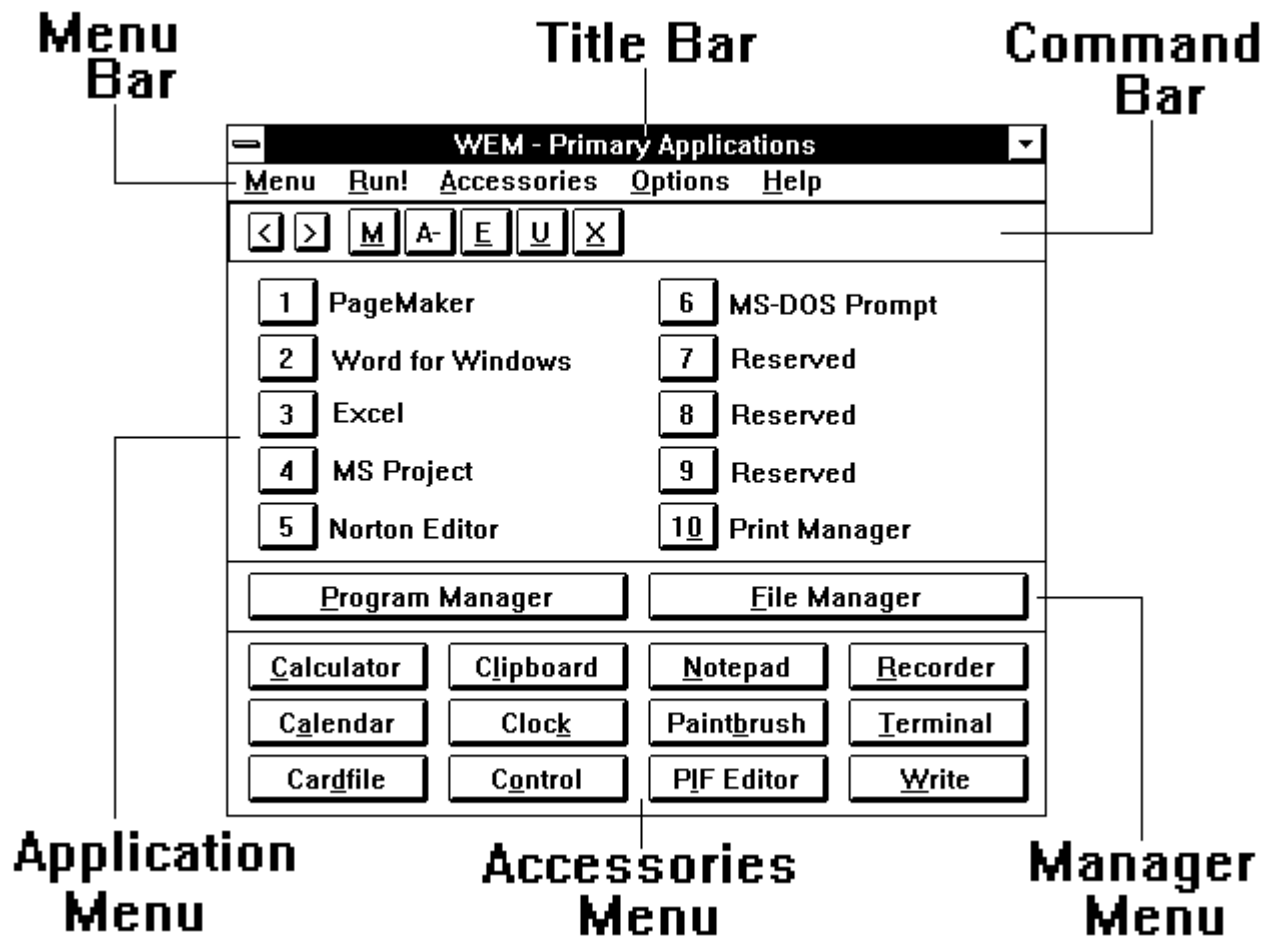 Menu
Bar
Title Bar
Command
Bar
WEM - Primary Applications
Menu Run! Accessories Options Help
< > M A- E U X
1 PageMaker 6 MS-DOS Prompt
2 Word for Windows 7 Reserved
3 Excel 8 Reserved
4 MS Project 9 Reserved
5 Norton Editor 10 Print Manager
Program Manager File Manager
Calculator Clipboard Notepad Recorder
Calendar Clock Paintbrush Terminal
Cardfile Control PIF Editor Write
Application
Menu
Accessories
Menu
Manager
Menu